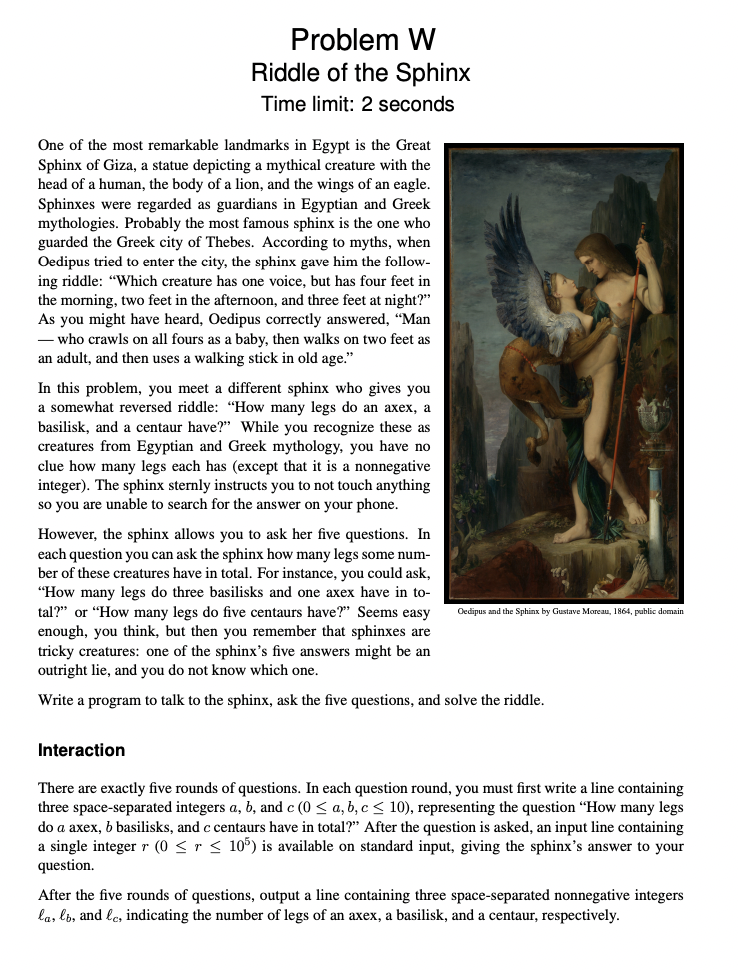 Problem W
Riddle of the Sphinx
Time limit: 2 seconds
One of the most remarkable landmarks in Egypt is the Great
Sphinx of Giza, a statue depicting a mythical creature with the
head of a human, the body of a lion, and the wings of an eagle.
Sphinxes were regarded as guardians in Egyptian and Greek
mythologies. Probably the most famous sphinx is the one who
guarded the Greek city of Thebes. According to myths, when
Oedipus tried to enter the city, the sphinx gave him the follow-
ing riddle: “Which creature has one voice, but has four feet in
the morning, two feet in the afternoon, and three feet at night?”
As you might have heard, Oedipus correctly answered, “Man
— who crawls on all fours as a baby, then walks on two feet as
an adult, and then uses a walking stick in old age.”
In this problem, you meet a different sphinx who gives you
a somewhat reversed riddle: “How many legs do an axex, a
basilisk, and a centaur have?” While you recognize these as
creatures from Egyptian and Greek mythology, you have no
clue how many legs each has (except that it is a nonnegative
integer). The sphinx sternly instructs you to not touch anything
so you are unable to search for the answer on your phone.
However, the sphinx allows you to ask her five questions. In
each question you can ask the sphinx how many legs some num-
ber of these creatures have in total. For instance, you could ask,
“How many legs do three basilisks and one axex have in to-
tal?” or “How many legs do five centaurs have?” Seems easy
enough, you think, but then you remember that sphinxes are
tricky creatures: one of the sphinx’s five answers might be an
outright lie, and you do not know which one.
Oedipus and the Sphinx by Gustave Moreau, 1864, public domain
Write a program to talk to the sphinx, ask the five questions, and solve the riddle.
Interaction
There are exactly five rounds of questions. In each question round, you must first write a line containing
three space-separated integers a, b, and c (0 ≤ a, b, c ≤ 10), representing the question “How many legs
do a axex, b basilisks, and c centaurs have in total?” After the question is asked, an input line containing
a single integer r (0 ≤ r ≤ 10⁵) is available on standard input, giving the sphinx’s answer to your
question.
After the five rounds of questions, output a line containing three space-separated nonnegative integers
ℓa, ℓb, and ℓc, indicating the number of legs of an axex, a basilisk, and a centaur, respectively.